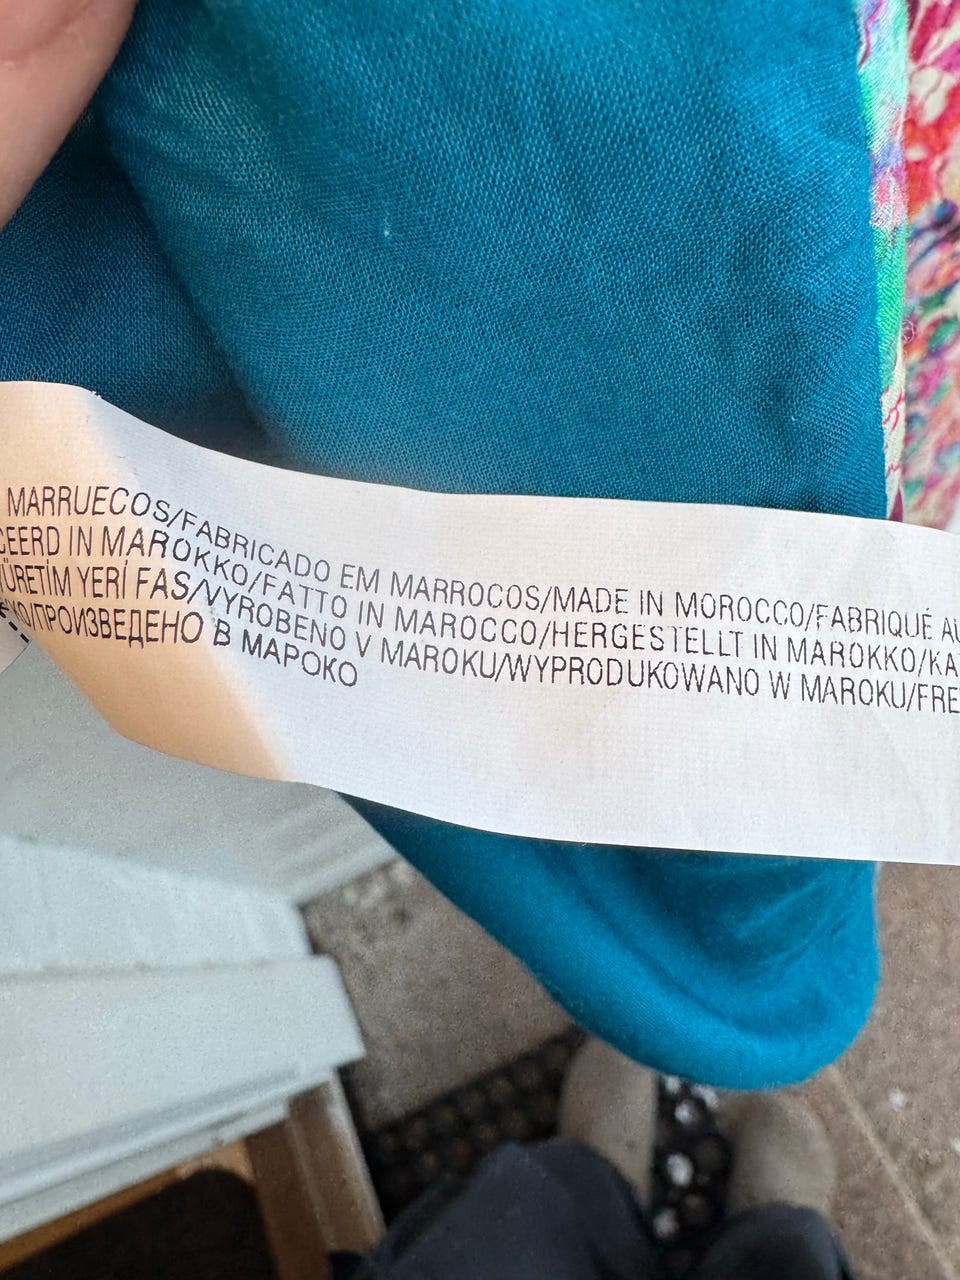 MARRUECOS/FABRICADO EM MARROCOS/MADE IN MOROCCO/FABRIQUÉ AU
CEERD IN MAROKKO/FATTO IN MAROCCO/HERGESTELLT IN MAROKKO/KA
ÜRETİM YERİ FAS/VYROBENO V MAROKU/WYPRODUKOWANO W MAROKU/FRE
KO/ПРОИЗВЕДЕНО В МАРОКО